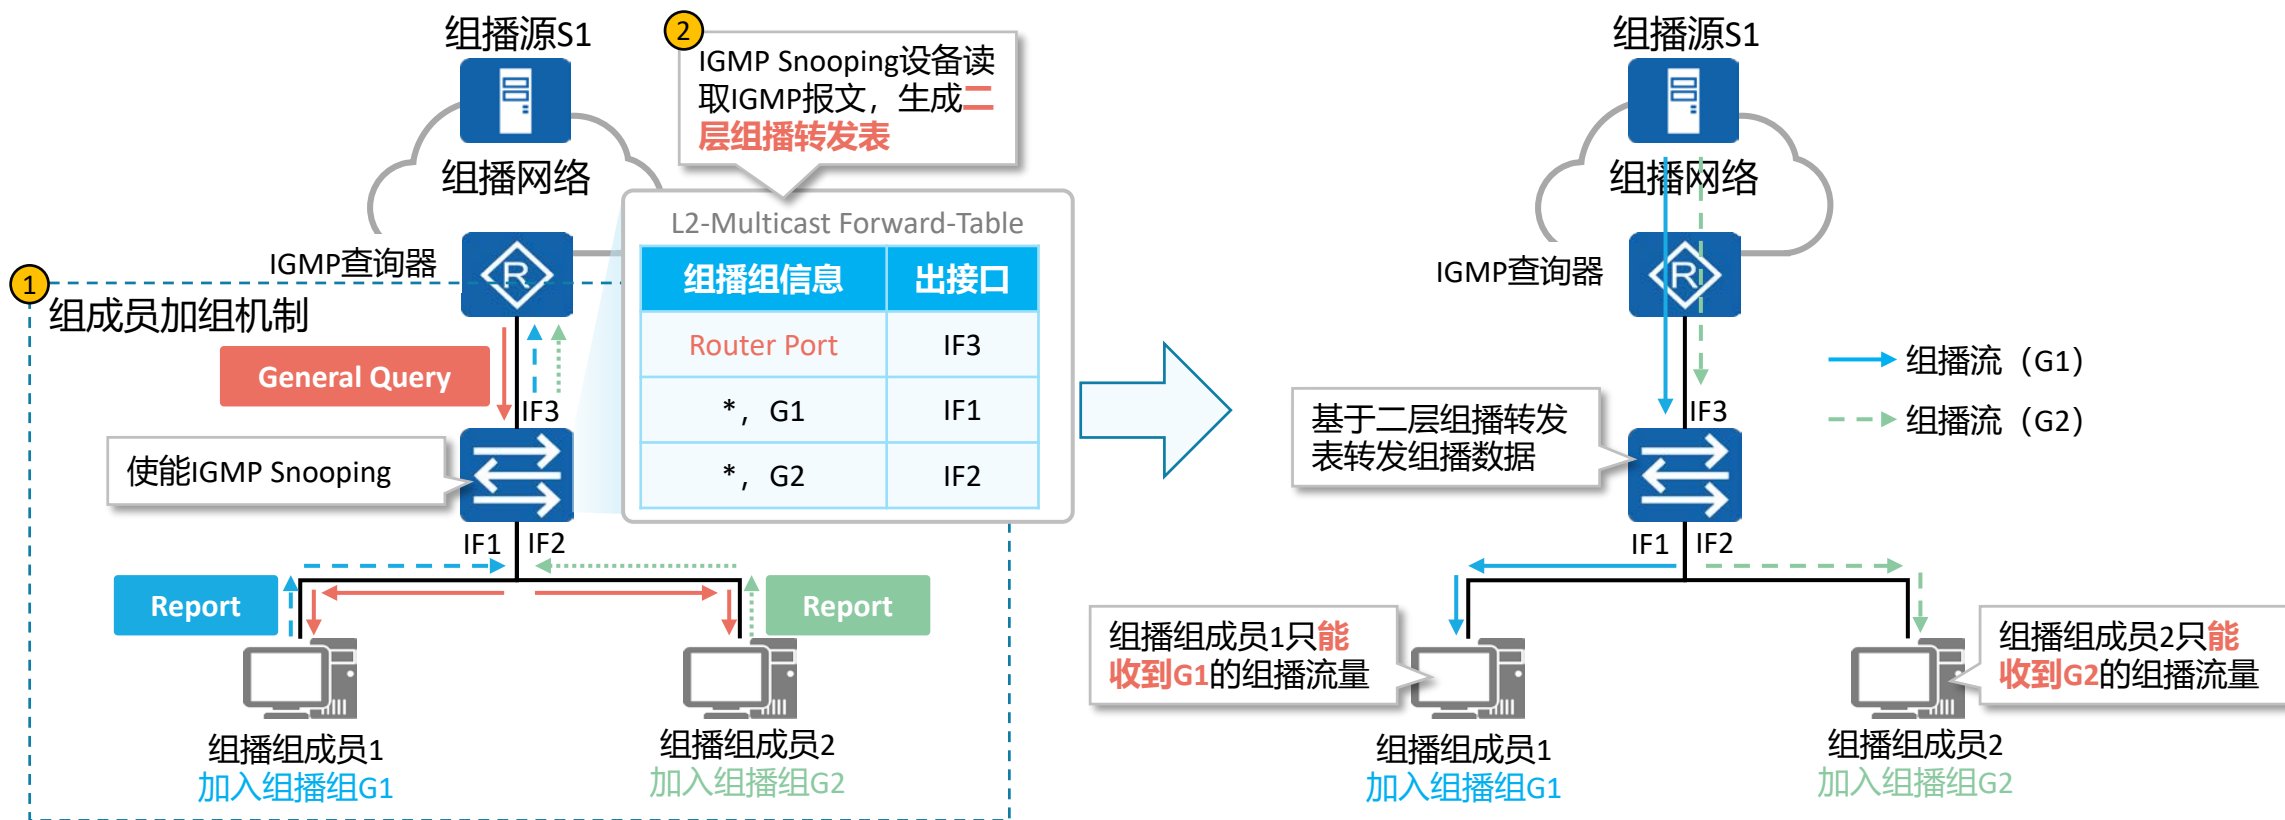 组播源S1
组播网络
IGMP查询器
R
1
组成员加组机制
General Query
IF3
使能IGMP Snooping
IF1
IF2
Report
Report
组播组成员1
加入组播组G1
组播组成员2
加入组播组G2
2
IGMP Snooping设备读
取IGMP报文，生成二
层组播转发表
L2-Multicast Forward-Table
组播组信息 出接口
Router Port IF3
*，G1 IF1
*，G2 IF2
组播源S1
组播网络
IGMP查询器
R
组播流（G1）
组播流（G2）
IF3
基于二层组播转发
表转发组播数据
IF1
IF2
组播组成员1只能
收到G1的组播流量
组播组成员2只能
收到G2的组播流量
组播组成员1
加入组播组G1
组播组成员2
加入组播组G2